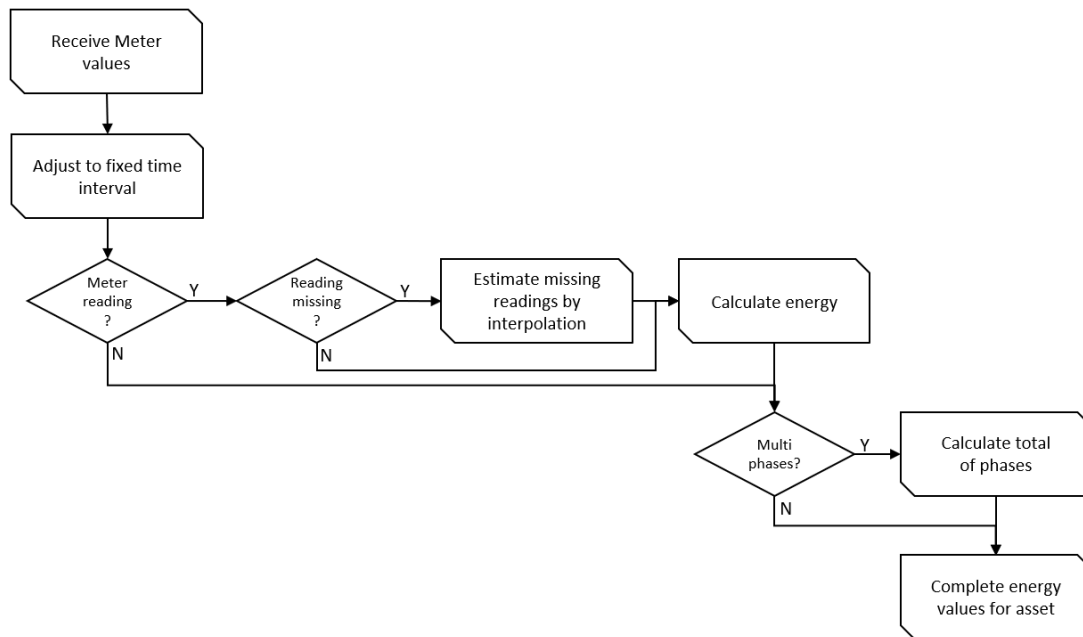 Receive Meter
values
Adjust to fixed time
interval
Meter
reading
?
Y
N
Reading
missing
?
Y
N
Estimate missing
readings by
interpolation
Calculate energy
Multi
phases?
Y
N
Calculate total
of phases
Complete energy
values for asset